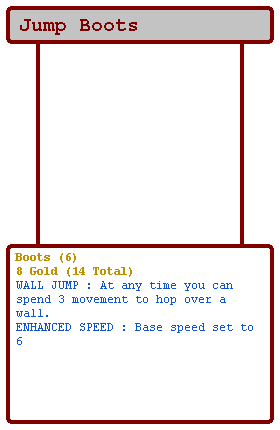 Jump Boots
Boots (6)
8 Gold (14 Total)
WALL JUMP : At any time you can
spend 3 movement to hop over a
wall.
ENHANCED SPEED : Base speed set to
6